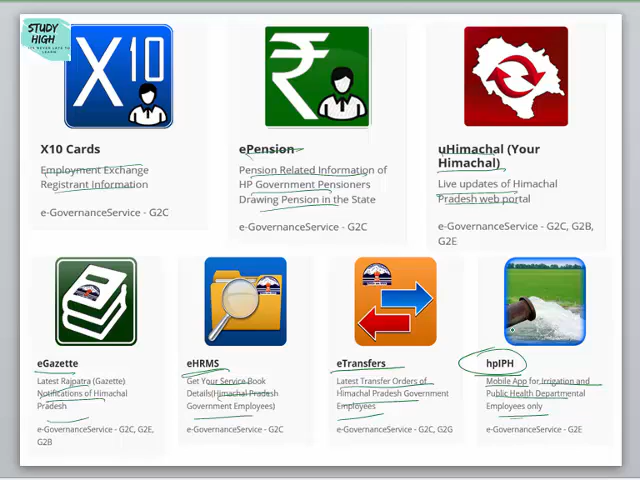 STUDY
HIGH
X10
₹
X10 Cards
Employment Exchange
Registrant Information
e-GovernanceService - G2C
ePension
Pension Related Information of
HP Government Pensioners
Drawing Pension in the State
e-GovernanceService - G2C
uHimachal (Your
Himachal)
Live updates of Himachal
Pradesh web portal
e-GovernanceService - G2C, G2B,
G2E
eGazette
Latest Rajpatra (Gazette)
Notifications of Himachal
Pradesh
e-GovernanceService - G2C, G2E,
G2B
eHRMS
Get Your Service Book
Details(Himachal Pradesh
Government Employees)
e-GovernanceService - G2C
eTransfers
Latest Transfer Orders of
Himachal Pradesh Government
Employees
e-GovernanceService - G2C, G2G
hpIPH
Mobile App for Irrigation and
Public Health Departmental
Employees only
e-GovernanceService - G2E